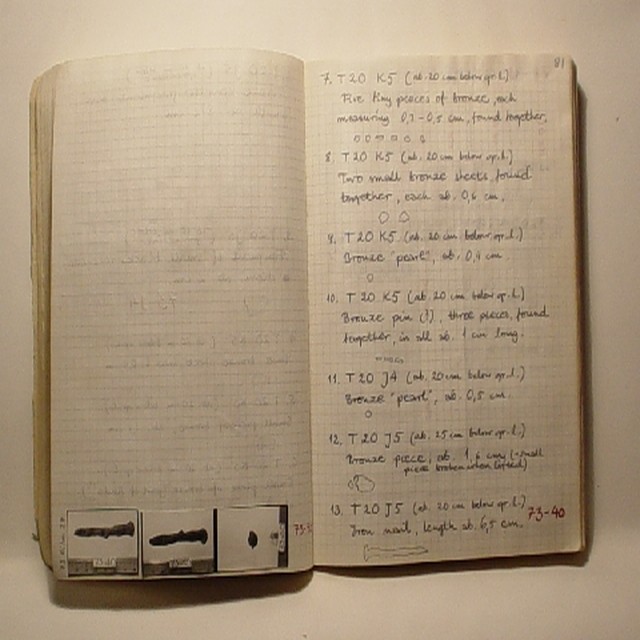 81
7. T20 K5 (ab. 20 cm below gr.l.)
Five tiny pieces of bronze, each
measuring 0,3-0,5 cm, found together.
8. T20 K5 (ab. 20 cm below gr.l.)
Two small bronze sheets, found
together, each ab. 0,6 cm.
9. T20 K5 (ab. 20 cm below gr.l.)
Bronze "pearl", ab. 0,4 cm
10. T20 K5 (ab. 20 cm below gr.l.)
Bronze pin (?), three pieces, found
together, in all ab. 1 cm long.
11. T20 J4 (ab. 20 cm below gr.l.)
Bronze "pearl", ab. 0,5 cm.
12. T20 J5 (ab. 25 cm below gr.l.)
Bronze piece, ab. 1,6 cm (small
piece broken when lifted)
13. T20 J5 (ab. 20 cm below gr.l.)
73-40
Iron nail, length ab. 6,5 cm.